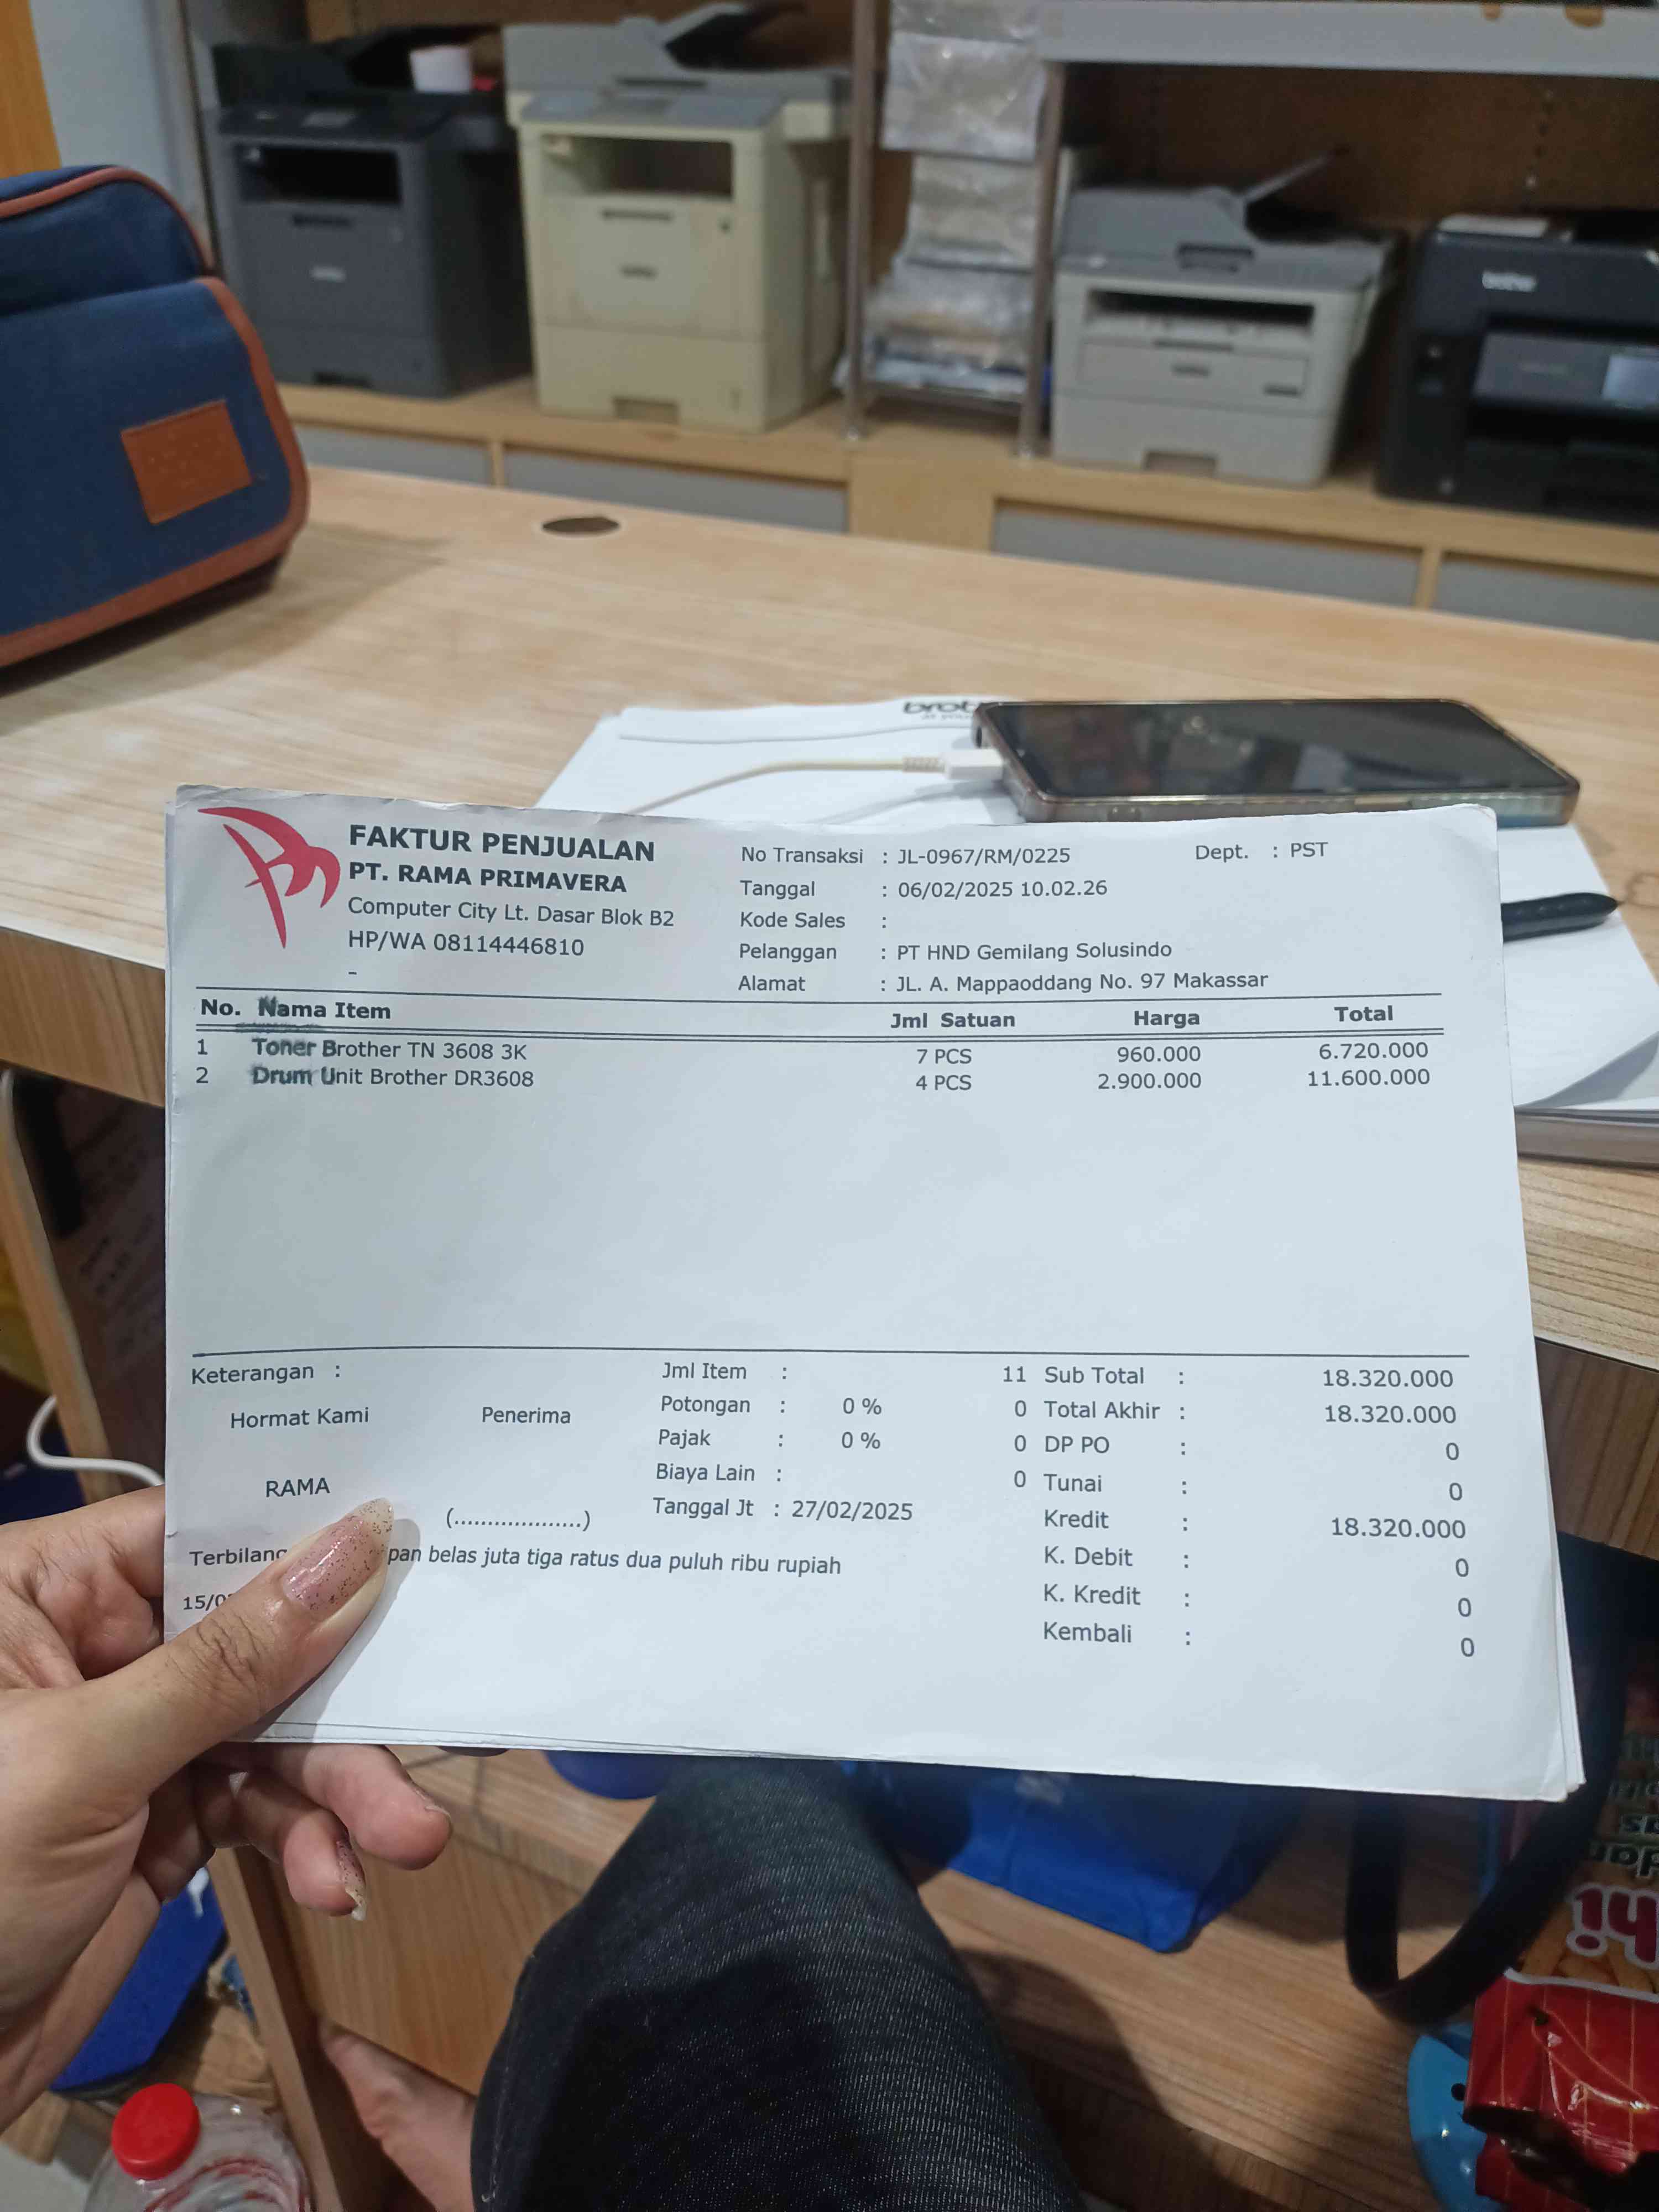 brother
FAKTUR PENJUALAN
PT. RAMA PRIMAVERA
Computer City Lt. Dasar Blok B2
HP/WA 08114446810
-
No Transaksi : JL-0967/RM/0225 Dept. : PST
Tanggal : 06/02/2025 10.02.26
Kode Sales :
Pelanggan : PT HND Gemilang Solusindo
Alamat : JL. A. Mappaoddang No. 97 Makassar
No. Nama Item Jml Satuan Harga Total
1 Toner Brother TN 3608 3K 7 PCS 960.000 6.720.000
2 Drum Unit Brother DR3608 4 PCS 2.900.000 11.600.000
Keterangan :
Hormat Kami Penerima
RAMA
(...................)
Jml Item : 11
Potongan : 0 % 0
Pajak : 0 % 0
Biaya Lain : 0
Tanggal Jt : 27/02/2025
Sub Total : 18.320.000
Total Akhir : 18.320.000
DP PO : 0
Tunai : 0
Kredit : 18.320.000
K. Debit : 0
K. Kredit : 0
Kembali : 0
Terbilang pan belas juta tiga ratus dua puluh ribu rupiah
15/0